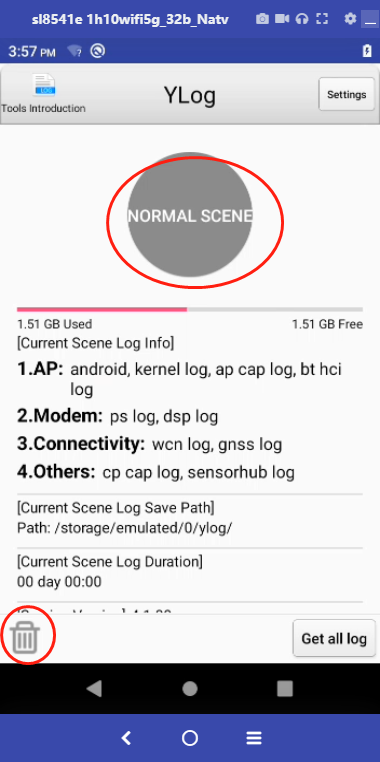 sl8541e 1h10wifi5g_32b_Natv
3:57 PM
LOG
Tools Introduction
YLog
Settings
NORMAL SCENE
1.51 GB Used
1.51 GB Free
[Current Scene Log Info]
1.AP: android, kernel log, ap cap log, bt hci
log
2.Modem: ps log, dsp log
3.Connectivity: wcn log, gnss log
4.Others: cp cap log, sensorhub log
[Current Scene Log Save Path]
Path: /storage/emulated/0/ylog/
[Current Scene Log Duration]
00 day 00:00
Get all log